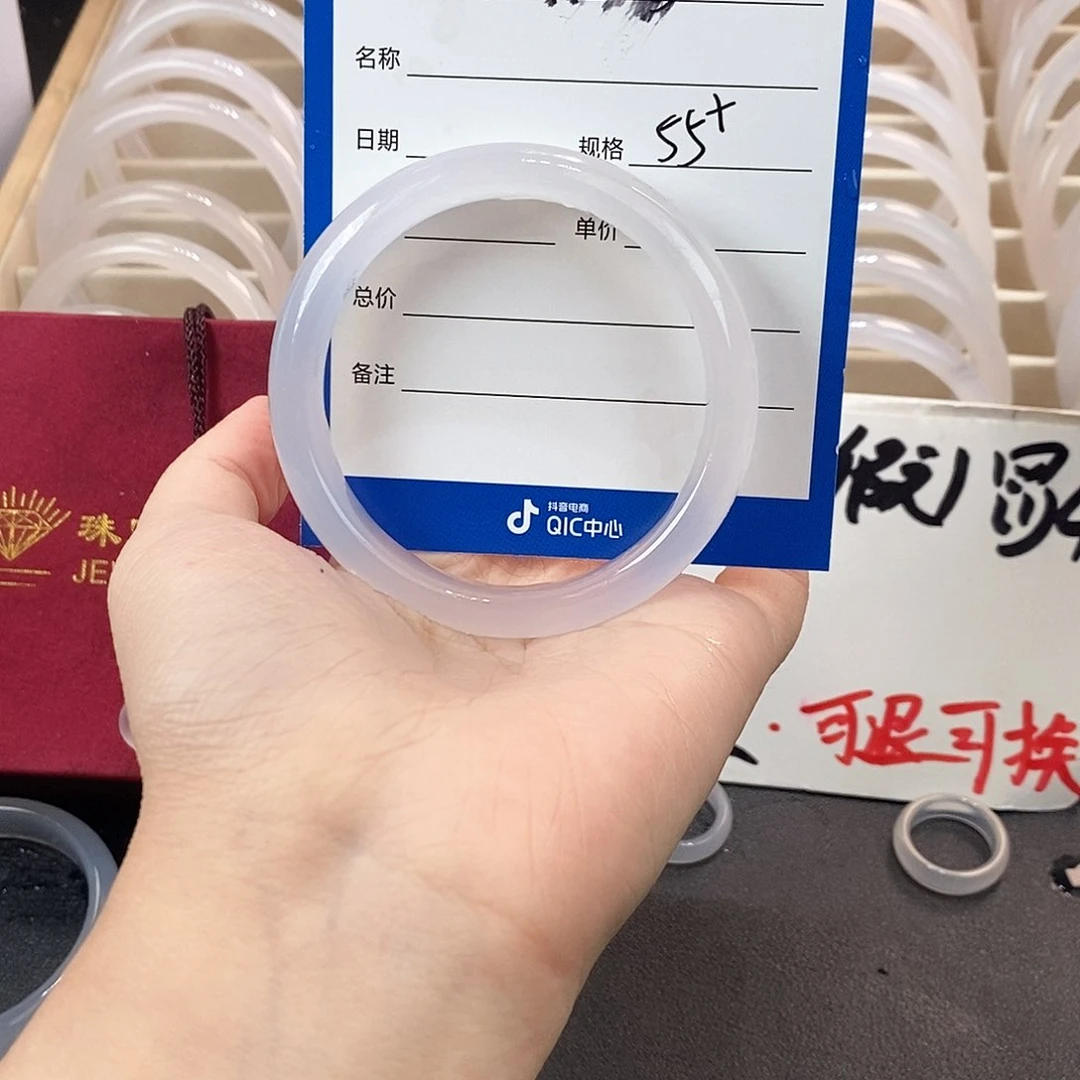 名称
日期
规格 55+
单价
总价
备注
抖音电商
QIC中心
珠
JE
假
可退可换